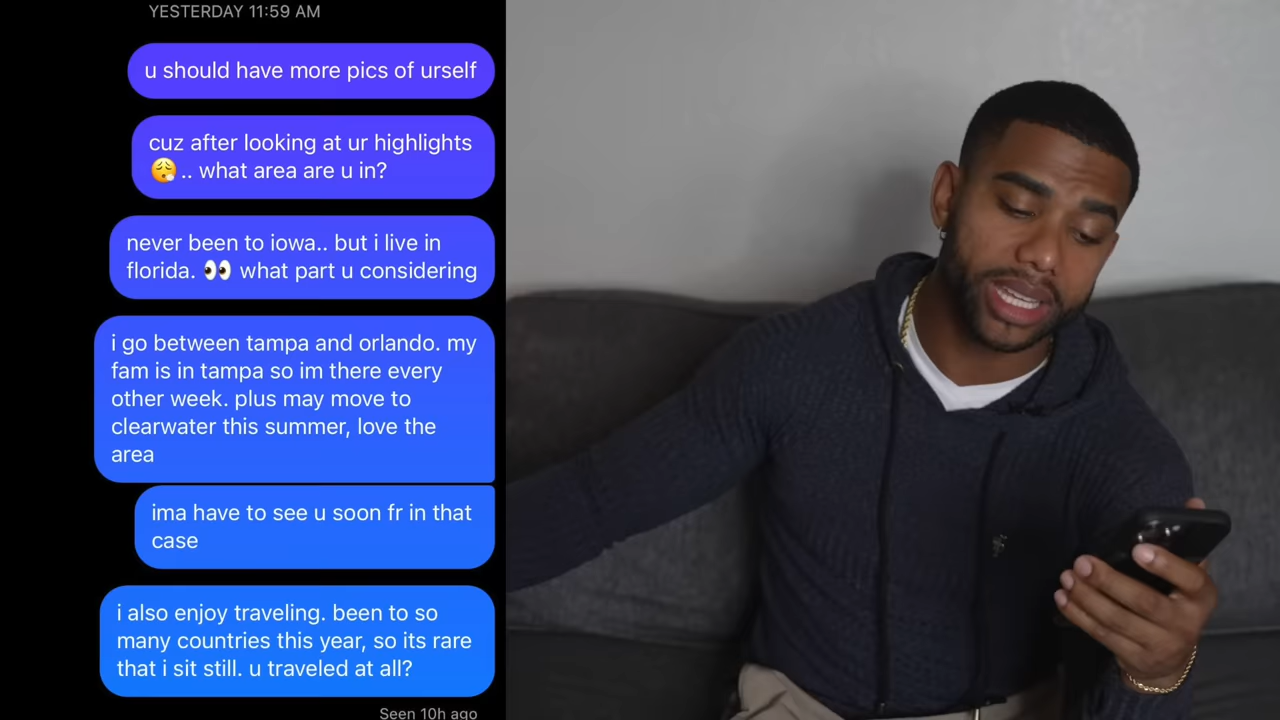 YESTERDAY 11:59 AM
u should have more pics of urself
cuz after looking at ur highlights
😮‍💨.. what area are u in?
never been to iowa.. but i live in
florida. 👀 what part u considering
i go between tampa and orlando. my
fam is in tampa so im there every
other week. plus may move to
clearwater this summer, love the
area
ima have to see u soon fr in that
case
i also enjoy traveling. been to so
many countries this year, so its rare
that i sit still. u traveled at all?
Seen 10h ago